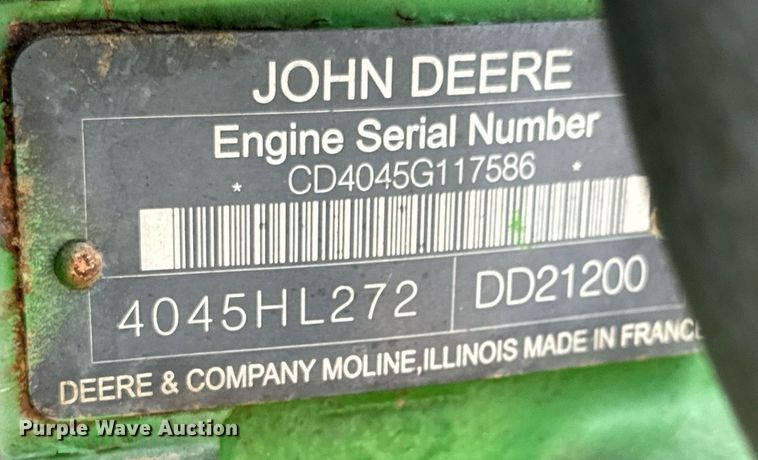 JOHN DEERE
Engine Serial Number
* CD4045G117586 *
4045HL272 DD21200
DEERE & COMPANY MOLINE,ILLINOIS MADE IN FRANCE
Purple Wave Auction